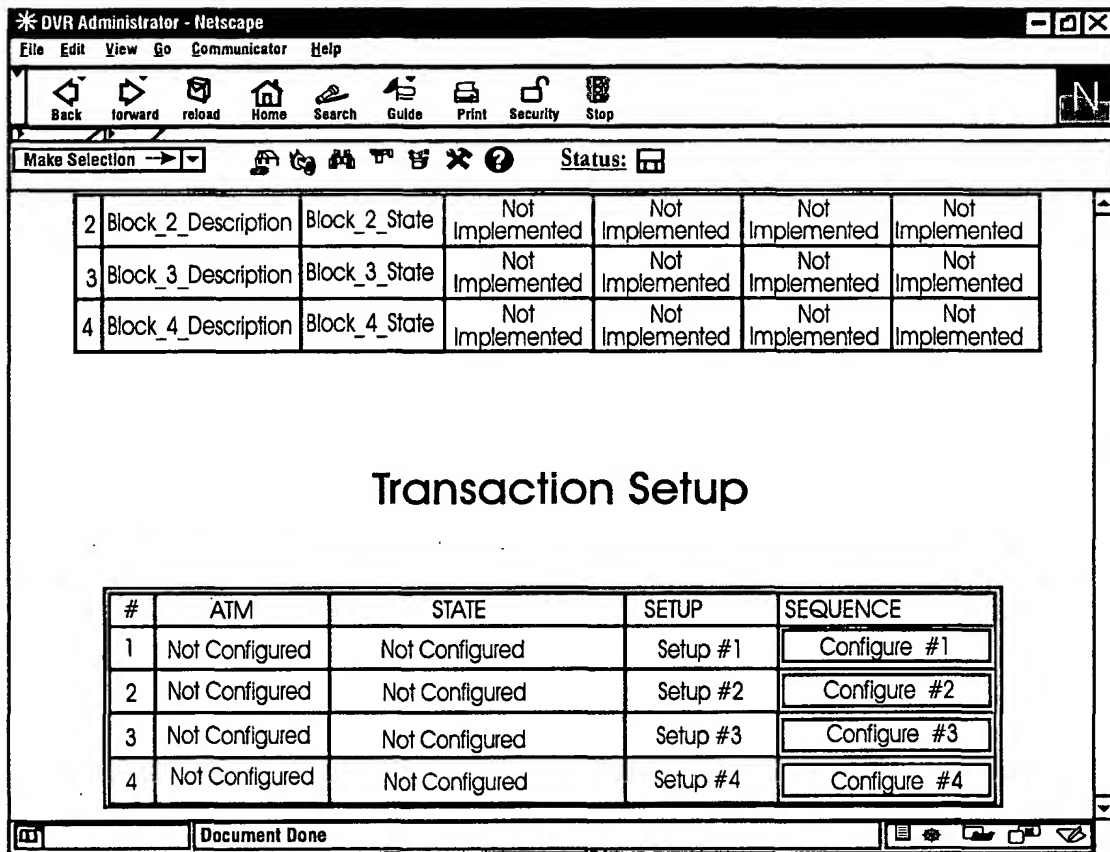 DVR Administrator - Netscape
File Edit View Go Communicator Help
Back forward reload Home Search Guide Print Security Stop
N
Make Selection Status:
2 Block_2_Description Block_2_State Not Implemented Not Implemented Not Implemented Not Implemented
3 Block_3_Description Block_3_State Not Implemented Not Implemented Not Implemented Not Implemented
4 Block_4_Description Block_4_State Not Implemented Not Implemented Not Implemented Not Implemented
Transaction Setup
# ATM STATE SETUP SEQUENCE
1 Not Configured Not Configured Setup #1 Configure #1
2 Not Configured Not Configured Setup #2 Configure #2
3 Not Configured Not Configured Setup #3 Configure #3
4 Not Configured Not Configured Setup #4 Configure #4
Document Done